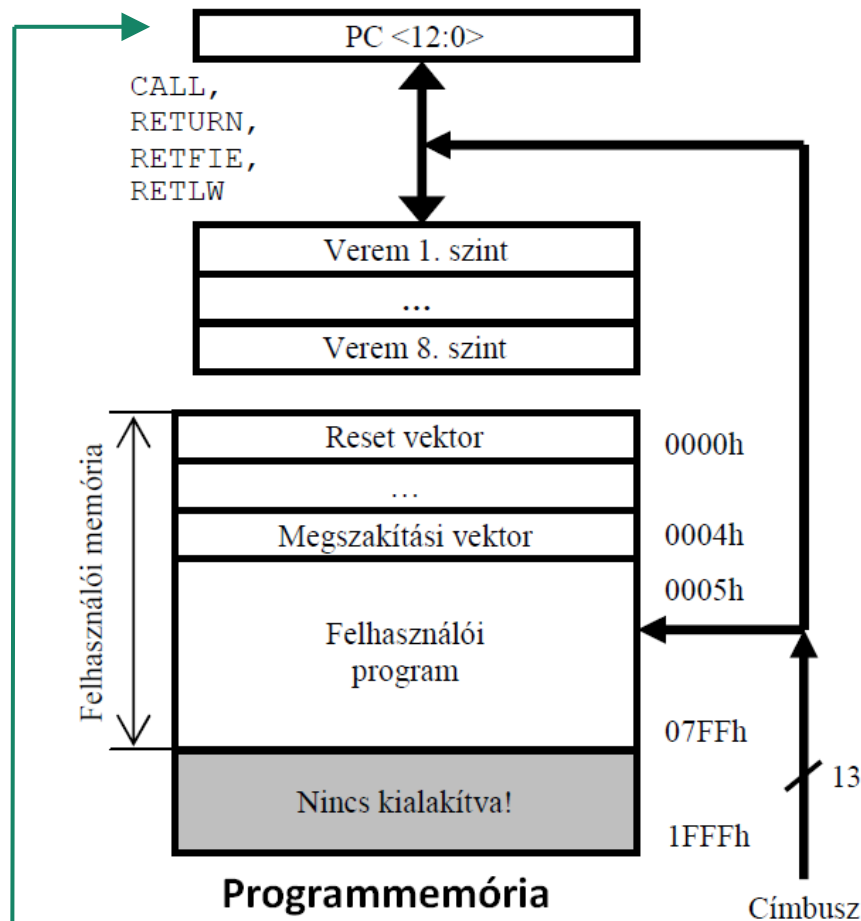 PC <12:0>
CALL,
RETURN,
RETFIE,
RETLW
Verem 1. szint
...
Verem 8. szint
Felhasználói memória
Reset vektor
0000h
...
Megszakítási vektor
0004h
0005h
Felhasználói
program
07FFh
13
Nincs kialakítva!
1FFFh
Programmemória
Címbusz